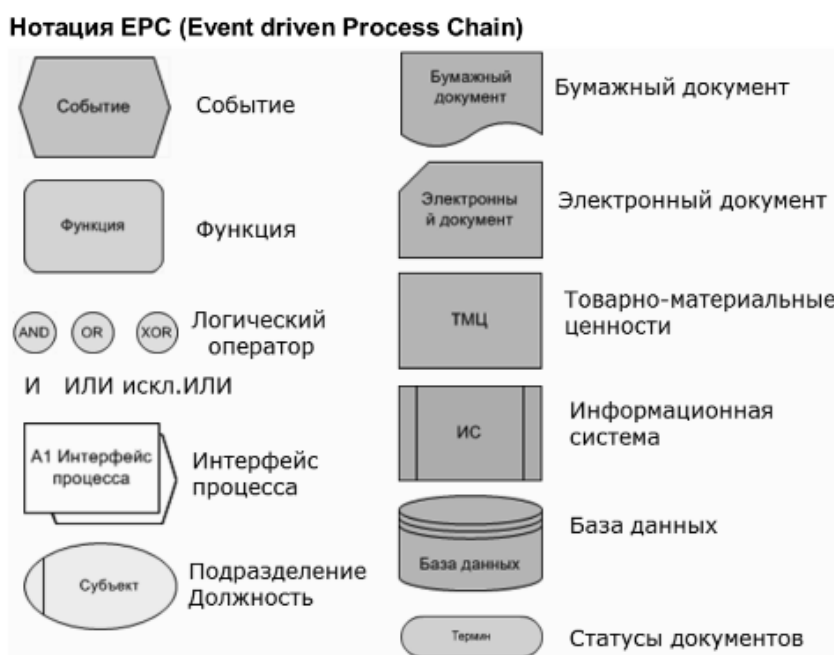 Нотация EPC (Event driven Process Chain)
Событие
Событие
Функция
Функция
AND OR XOR
Логический
оператор
И ИЛИ искл.ИЛИ
А1 Интерфейс
процесса
Интерфейс
процесса
Субъект
Подразделение
Должность
Бумажный
документ
Бумажный документ
Электронны
й документ
Электронный документ
ТМЦ
Товарно-материальные
ценности
ИС
Информационная
система
База данных
База данных
Термин
Статусы документов